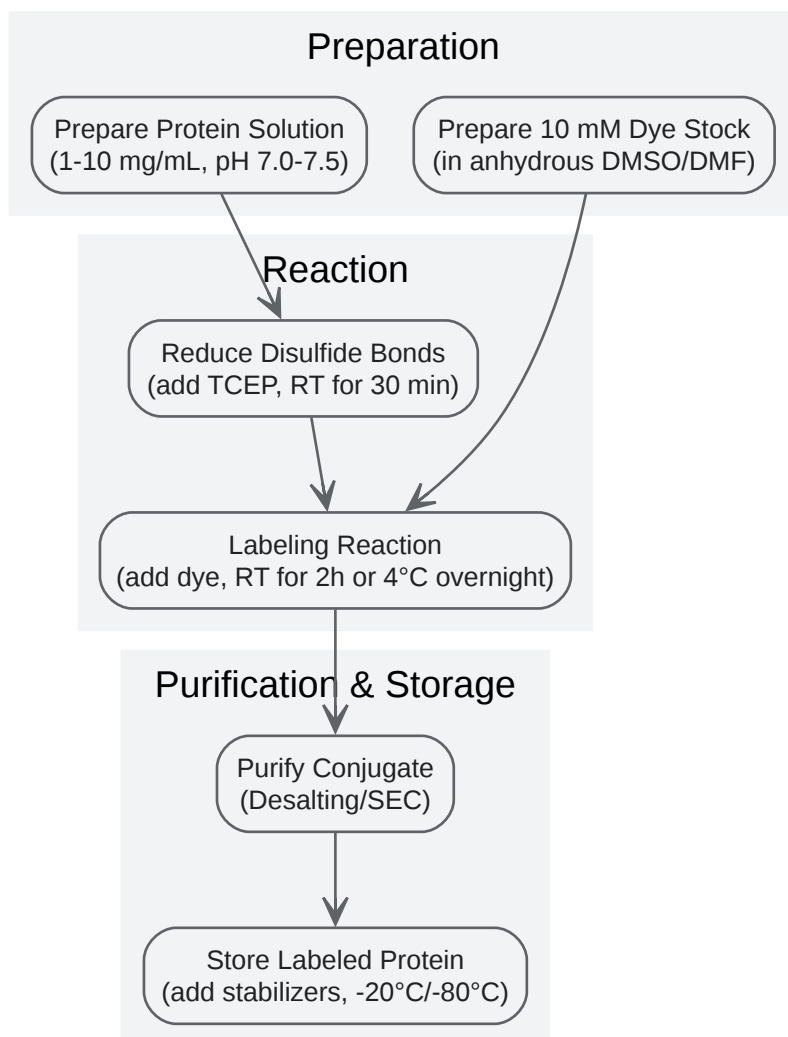 Preparation
Prepare Protein Solution
(1-10 mg/mL, pH 7.0-7.5)
Prepare 10 mM Dye Stock
(in anhydrous DMSO/DMF)
Reaction
Reduce Disulfide Bonds
(add TCEP, RT for 30 min)
Labeling Reaction
(add dye, RT for 2h or 4°C overnight)
Purification & Storage
Purify Conjugate
(Desalting/SEC)
Store Labeled Protein
(add stabilizers, -20°C/-80°C)